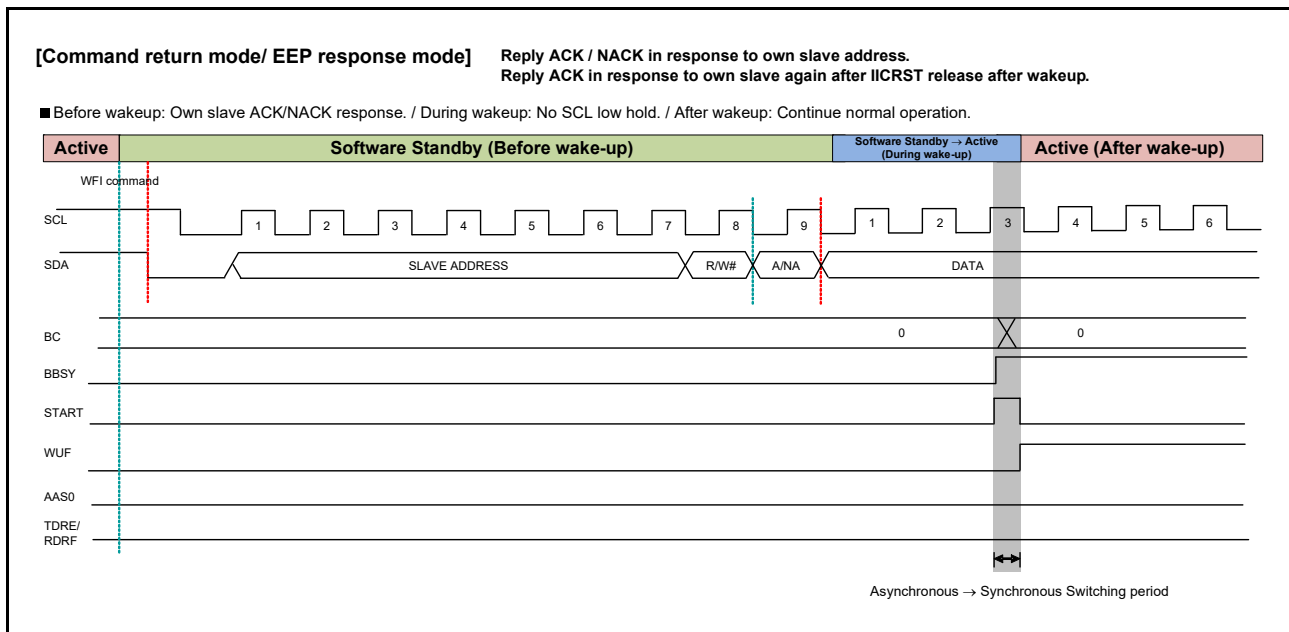 [Command return mode/ EEP response mode] Reply ACK / NACK in response to own slave address.
Reply ACK in response to own slave again after IICRST release after wakeup.
■ Before wakeup: Own slave ACK/NACK response. / During wakeup: No SCL low hold. / After wakeup: Continue normal operation.
Active Software Standby (Before wake-up) Software Standby → Active (During wake-up) Active (After wake-up)
WFI command
SCL 1 2 3 4 5 6 7 8 9 1 2 3 4 5 6
SDA SLAVE ADDRESS R/W# A/NA DATA
BC 0 0
BBSY
START
WUF
AAS0
TDRE/
RDRF
Asynchronous → Synchronous Switching period